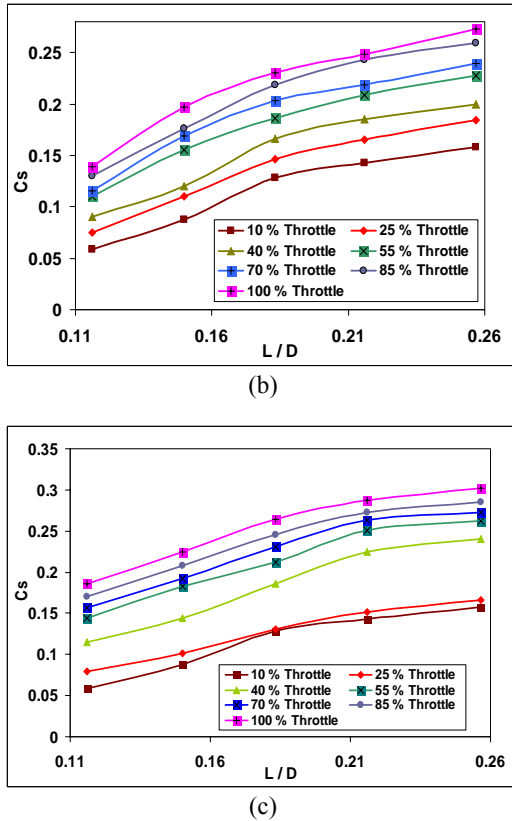 0.25
0.2
0.15
0.1
0.05
0
Cs
10 % Throttle 25 % Throttle
40 % Throttle 55 % Throttle
70 % Throttle 85 % Throttle
100 % Throttle
0.11 0.16 0.21 0.26
L / D
(b)
0.35
0.3
0.25
0.2
0.15
0.1
0.05
0
Cs
10 % Throttle 25 % Throttle
40 % Throttle 55 % Throttle
70 % Throttle 85 % Throttle
100 % Throttle
0.11 0.16 0.21 0.26
L / D
(c)